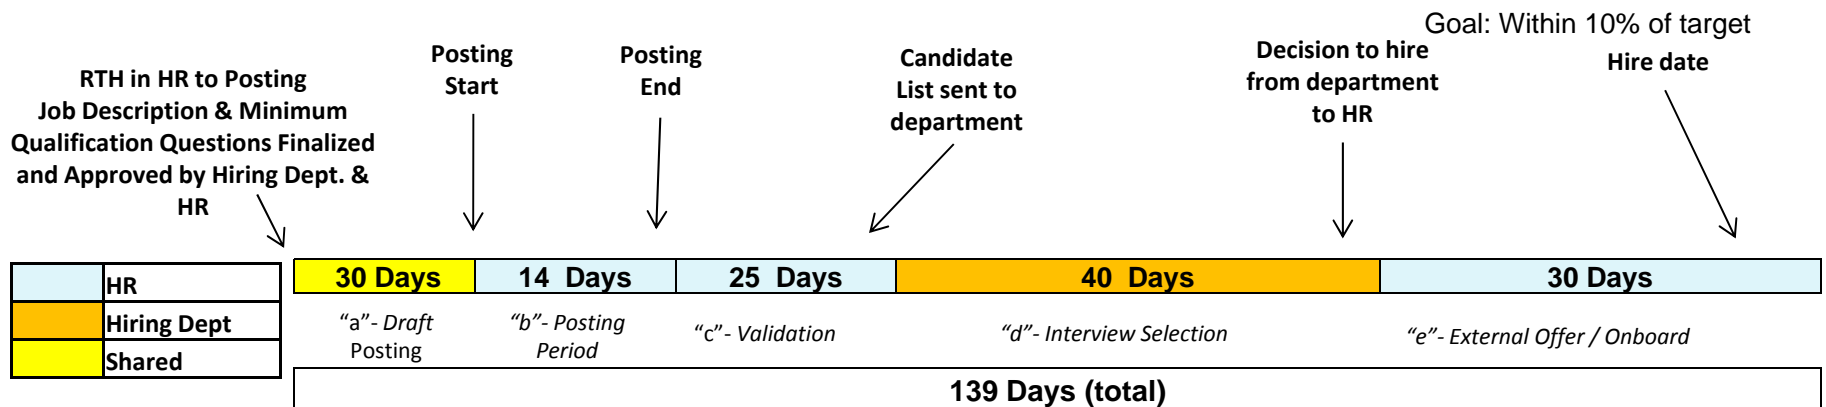 Goal: Within 10% of target
RTH in HR to Posting
Job Description & Minimum
Qualification Questions Finalized
and Approved by Hiring Dept. &
HR
Posting
Start
Posting
End
Candidate
List sent to
department
Decision to hire
from department
to HR
Hire date
HR
Hiring Dept
Shared
30 Days
14 Days
25 Days
40 Days
30 Days
“a”- Draft
Posting
“b”- Posting
Period
“c”- Validation
“d”- Interview Selection
“e”- External Offer / Onboard
139 Days (total)